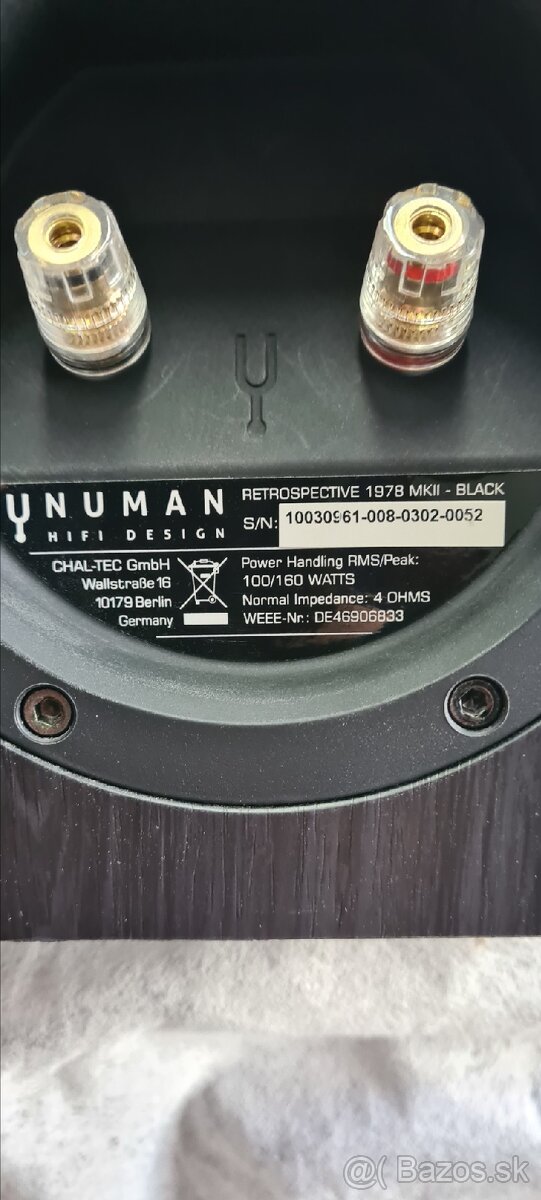 NUMAN
HIFI DESIGN
RETROSPECTIVE 1978 MKII - BLACK
S/N: 10030961-008-0302-0052
CHAL-TEC GmbH
Wallstraße 16
10179 Berlin
Germany
Power Handling RMS/Peak:
100/160 WATTS
Normal Impedance: 4 OHMS
WEEE-Nr.: DE46906833
@( Bazos.sk